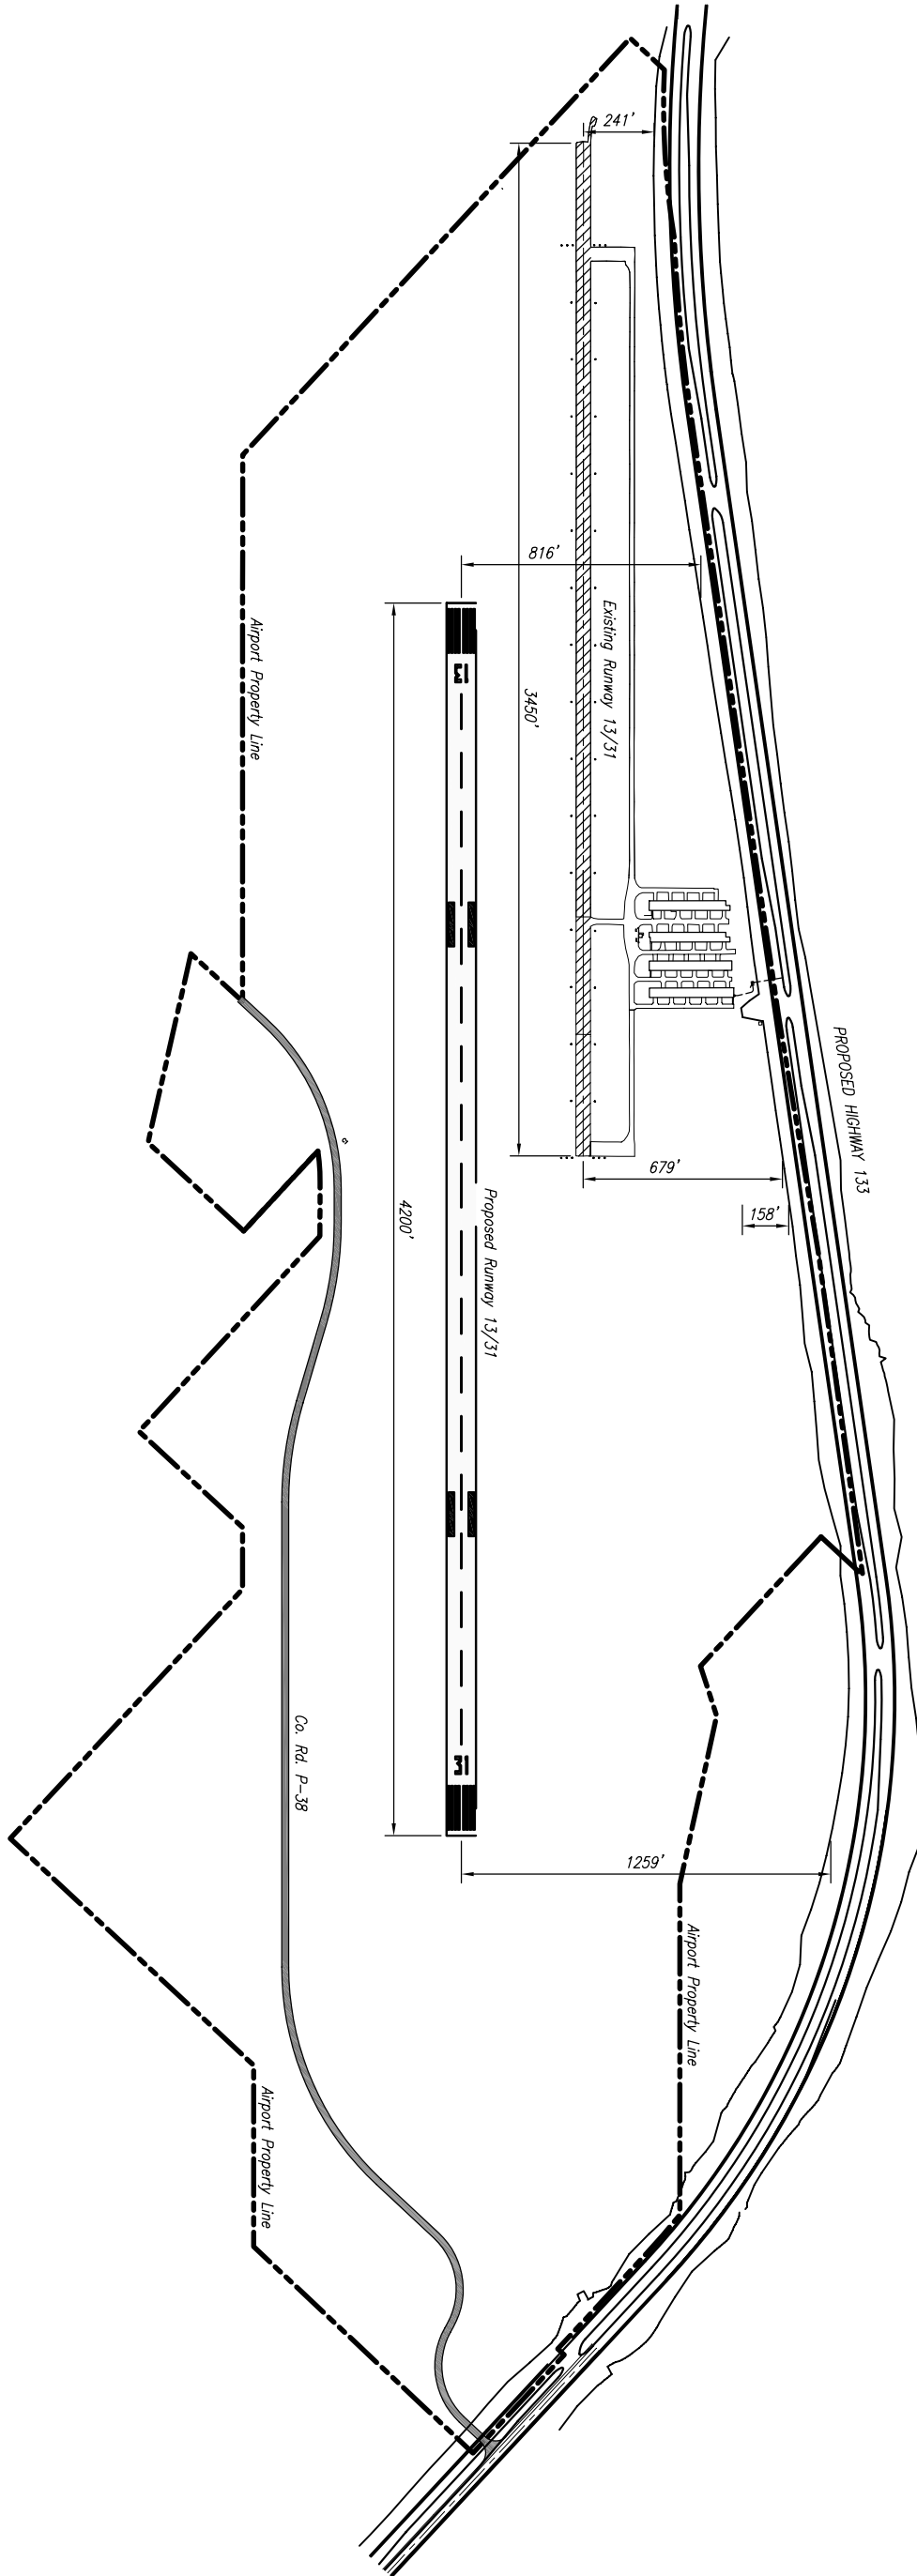 241'
816'
Existing Runway 13/31
13
Airport Property Line
3450'
PROPOSED HIGHWAY 133
679'
158'
Proposed Runway 13/31
4200'
Co. Rd. P-38
31
1259'
Airport Property Line
Airport Property Line